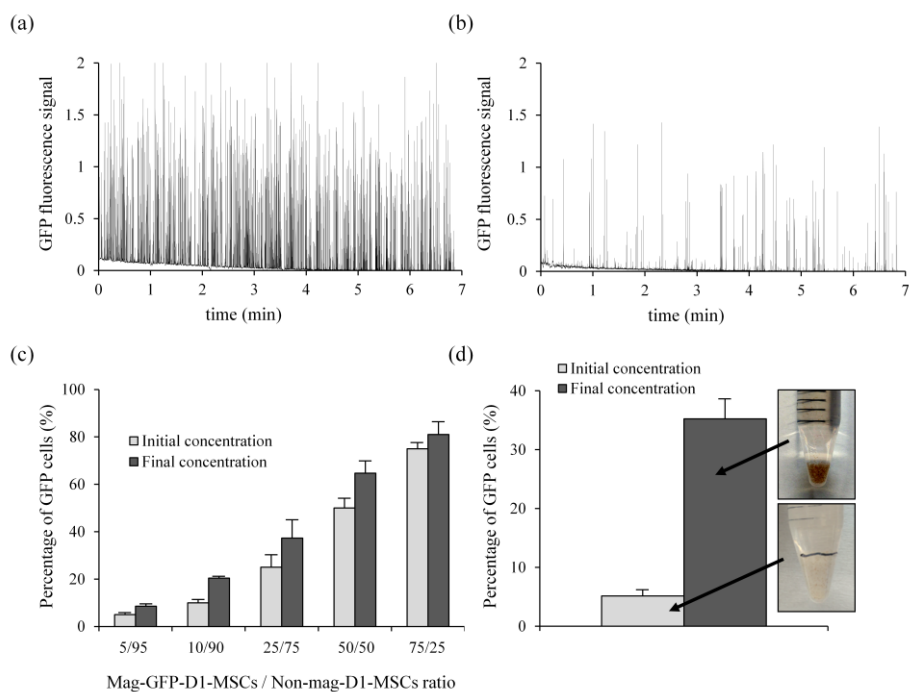 (a)
(b)
GFP fluorescence signal
2
1.5
1
0.5
0
0 1 2 3 4 5 6 7
time (min)
GFP fluorescence signal
2
1.5
1
0.5
0
0 1 2 3 4 5 6 7
time (min)
(c)
(d)
Percentage of GFP cells (%)
100
80
60
40
20
0
Initial concentration
Final concentration
5/95 10/90 25/75 50/50 75/25
Mag-GFP-D1-MSCs / Non-mag-D1-MSCs ratio
Initial concentration
Final concentration
Percentage of GFP cells (%)
40
30
20
10
0